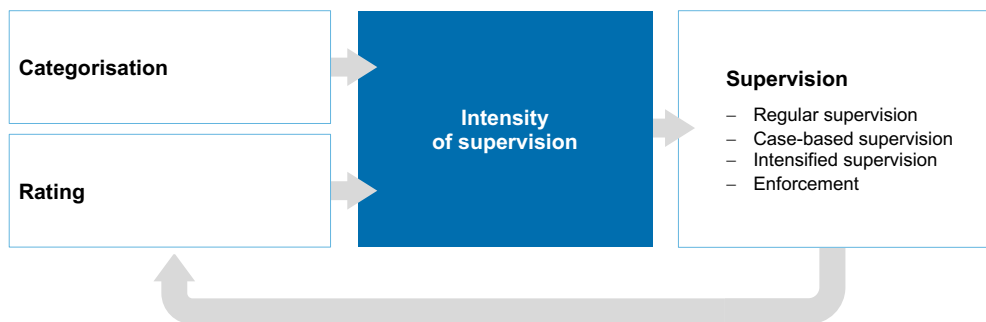 Categorisation
Rating
Intensity
of supervision
Supervision
– Regular supervision
– Case-based supervision
– Intensified supervision
– Enforcement